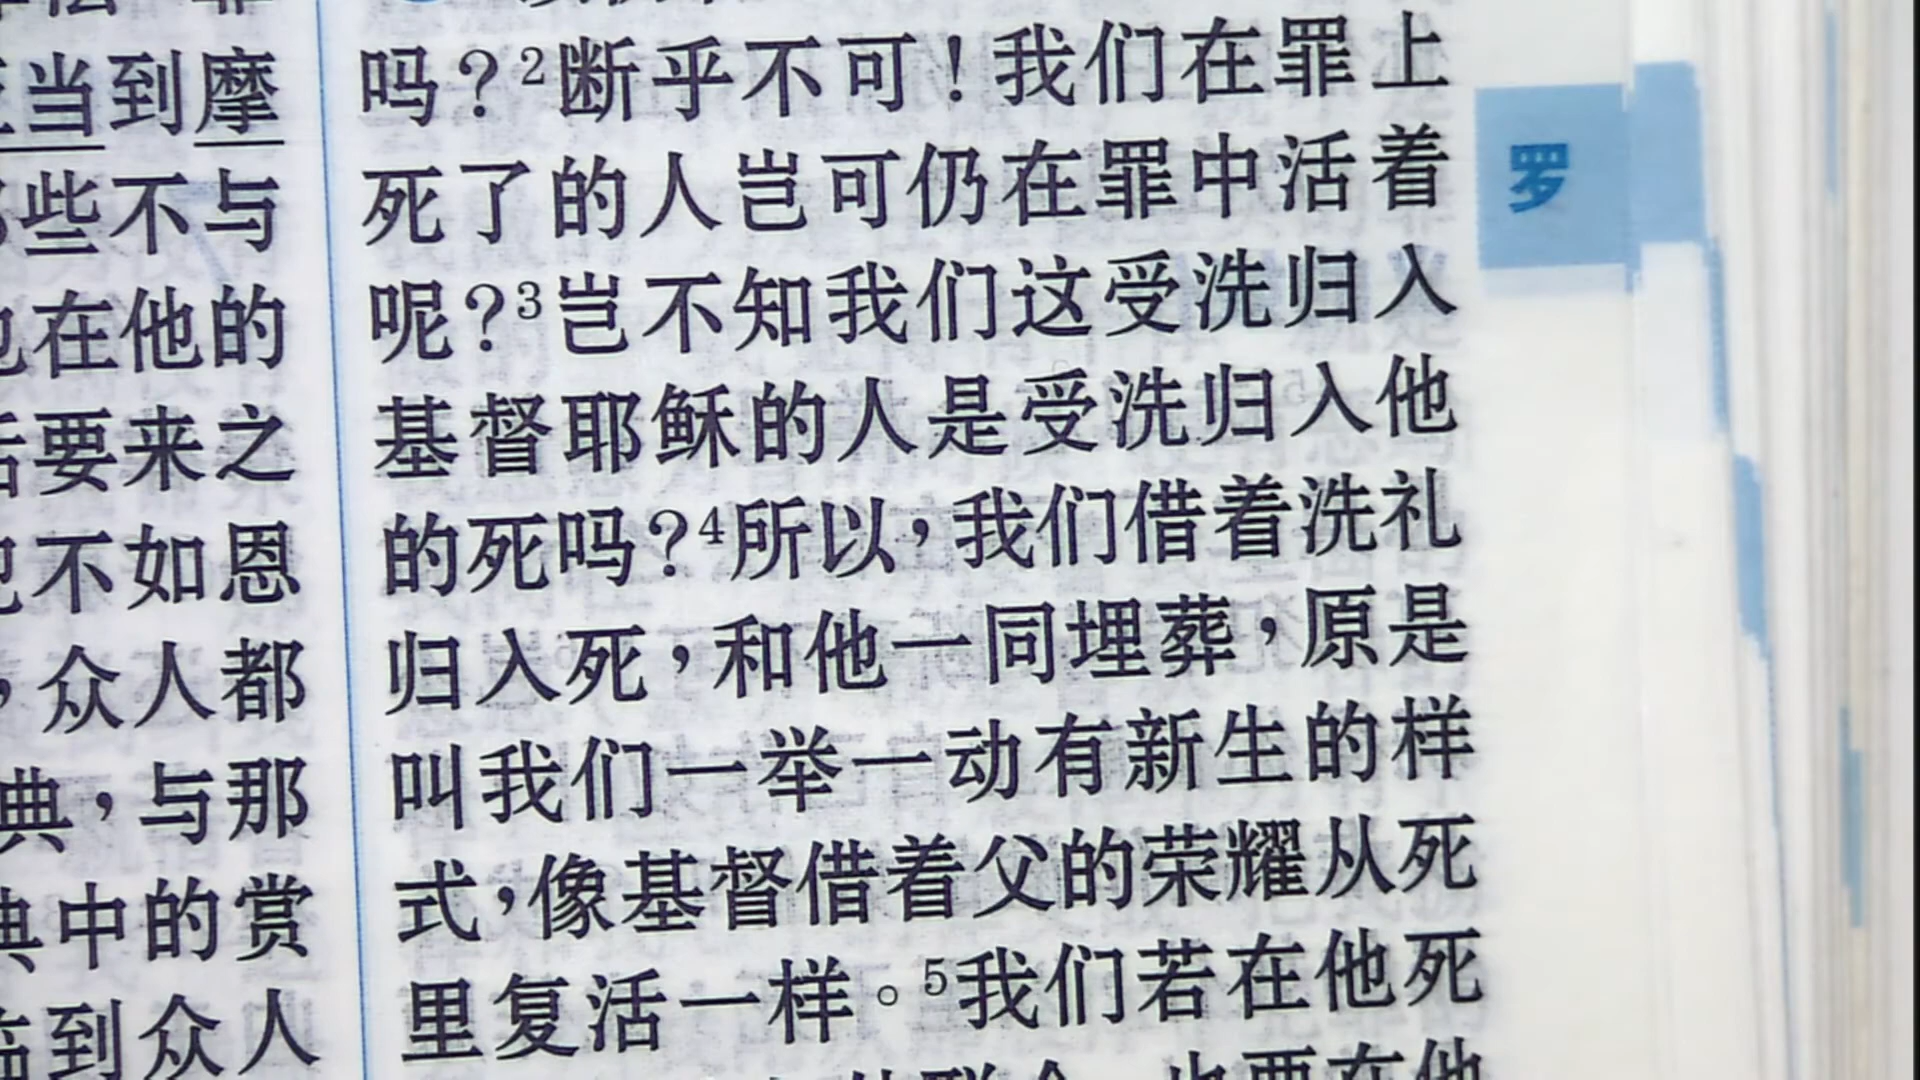 当到摩
些不与
在他的
要来之
不如恩
，众人都
典，与那
典中的赏
临到众人
吗？2断乎不可！我们在罪上
死了的人岂可仍在罪中活着
呢？3岂不知我们这受洗归入
基督耶稣的人是受洗归入他
的死吗？4所以，我们借着洗礼
归入死，和他一同埋葬，原是
叫我们一举一动有新生的样
式，像基督借着父的荣耀从死
里复活一样。5我们若在他死
也要在他
罗